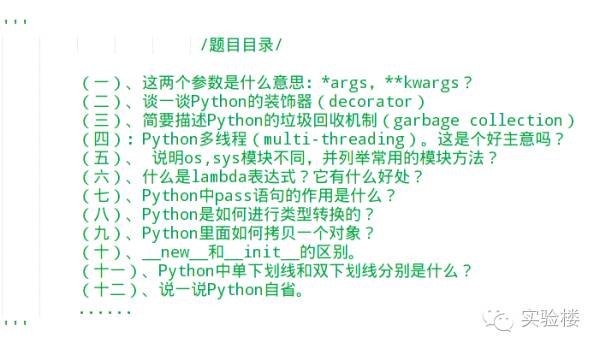 '''
/题目目录/
(一)、这两个参数是什么意思：*args，**kwargs？
(二)、谈一谈Python的装饰器(decorator)
(三)、简要描述Python的垃圾回收机制(garbage collection)
(四)：Python多线程(multi-threading)。这是个好主意吗？
(五)、 说明os,sys模块不同，并列举常用的模块方法？
(六)、什么是lambda表达式？它有什么好处？
(七)、Python中pass语句的作用是什么？
(八)、Python是如何进行类型转换的？
(九)、Python里面如何拷贝一个对象？
(十)、__new__和__init__的区别。
(十一)、Python中单下划线和双下划线分别是什么？
(十二)、说一说Python自省。
......
'''
实验楼